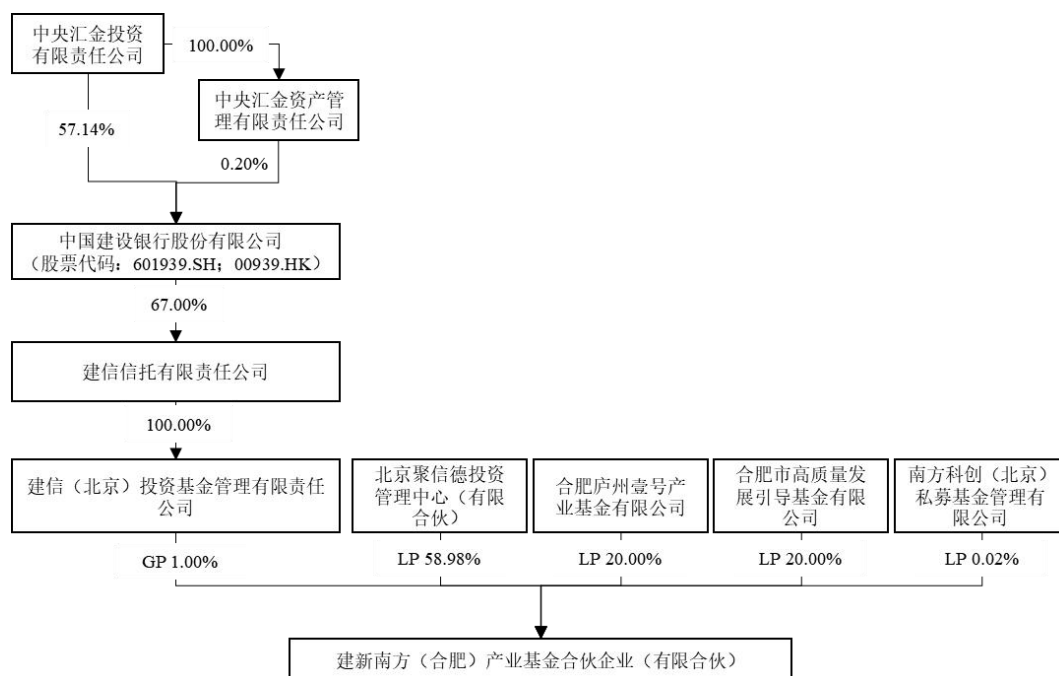 中央汇金投资
有限责任公司
100.00%
中央汇金资产管
理有限责任公司
57.14%
0.20%
中国建设银行股份有限公司
（股票代码：601939.SH；00939.HK）
67.00%
建信信托有限责任公司
100.00%
建信（北京）投资基金管理有限责任
公司
北京聚信德投资
管理中心（有限
合伙）
合肥庐州壹号产
业基金有限公司
合肥市高质量发
展引导基金有限
公司
南方科创（北京）
私募基金管理有
限公司
GP 1.00%
LP 58.98%
LP 20.00%
LP 20.00%
LP 0.02%
建新南方（合肥）产业基金合伙企业（有限合伙）